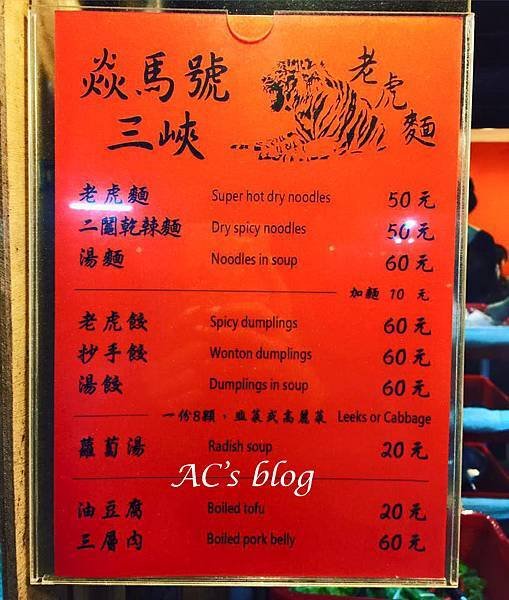 焱馬號
三峽
老虎麵
老虎麵 Super hot dry noodles 50元
二闆乾辣麵 Dry spicy noodles 50元
湯麵 Noodles in soup 60元
加麵 10 元
老虎餃 Spicy dumplings 60元
抄手餃 Wonton dumplings 60元
湯餃 Dumplings in soup 60元
一份8顆，韭菜或高麗菜 Leeks or Cabbage
蘿蔔湯 Radish soup 20元
AC's blog
油豆腐 Boiled tofu 20元
三層肉 Boiled pork belly 60元